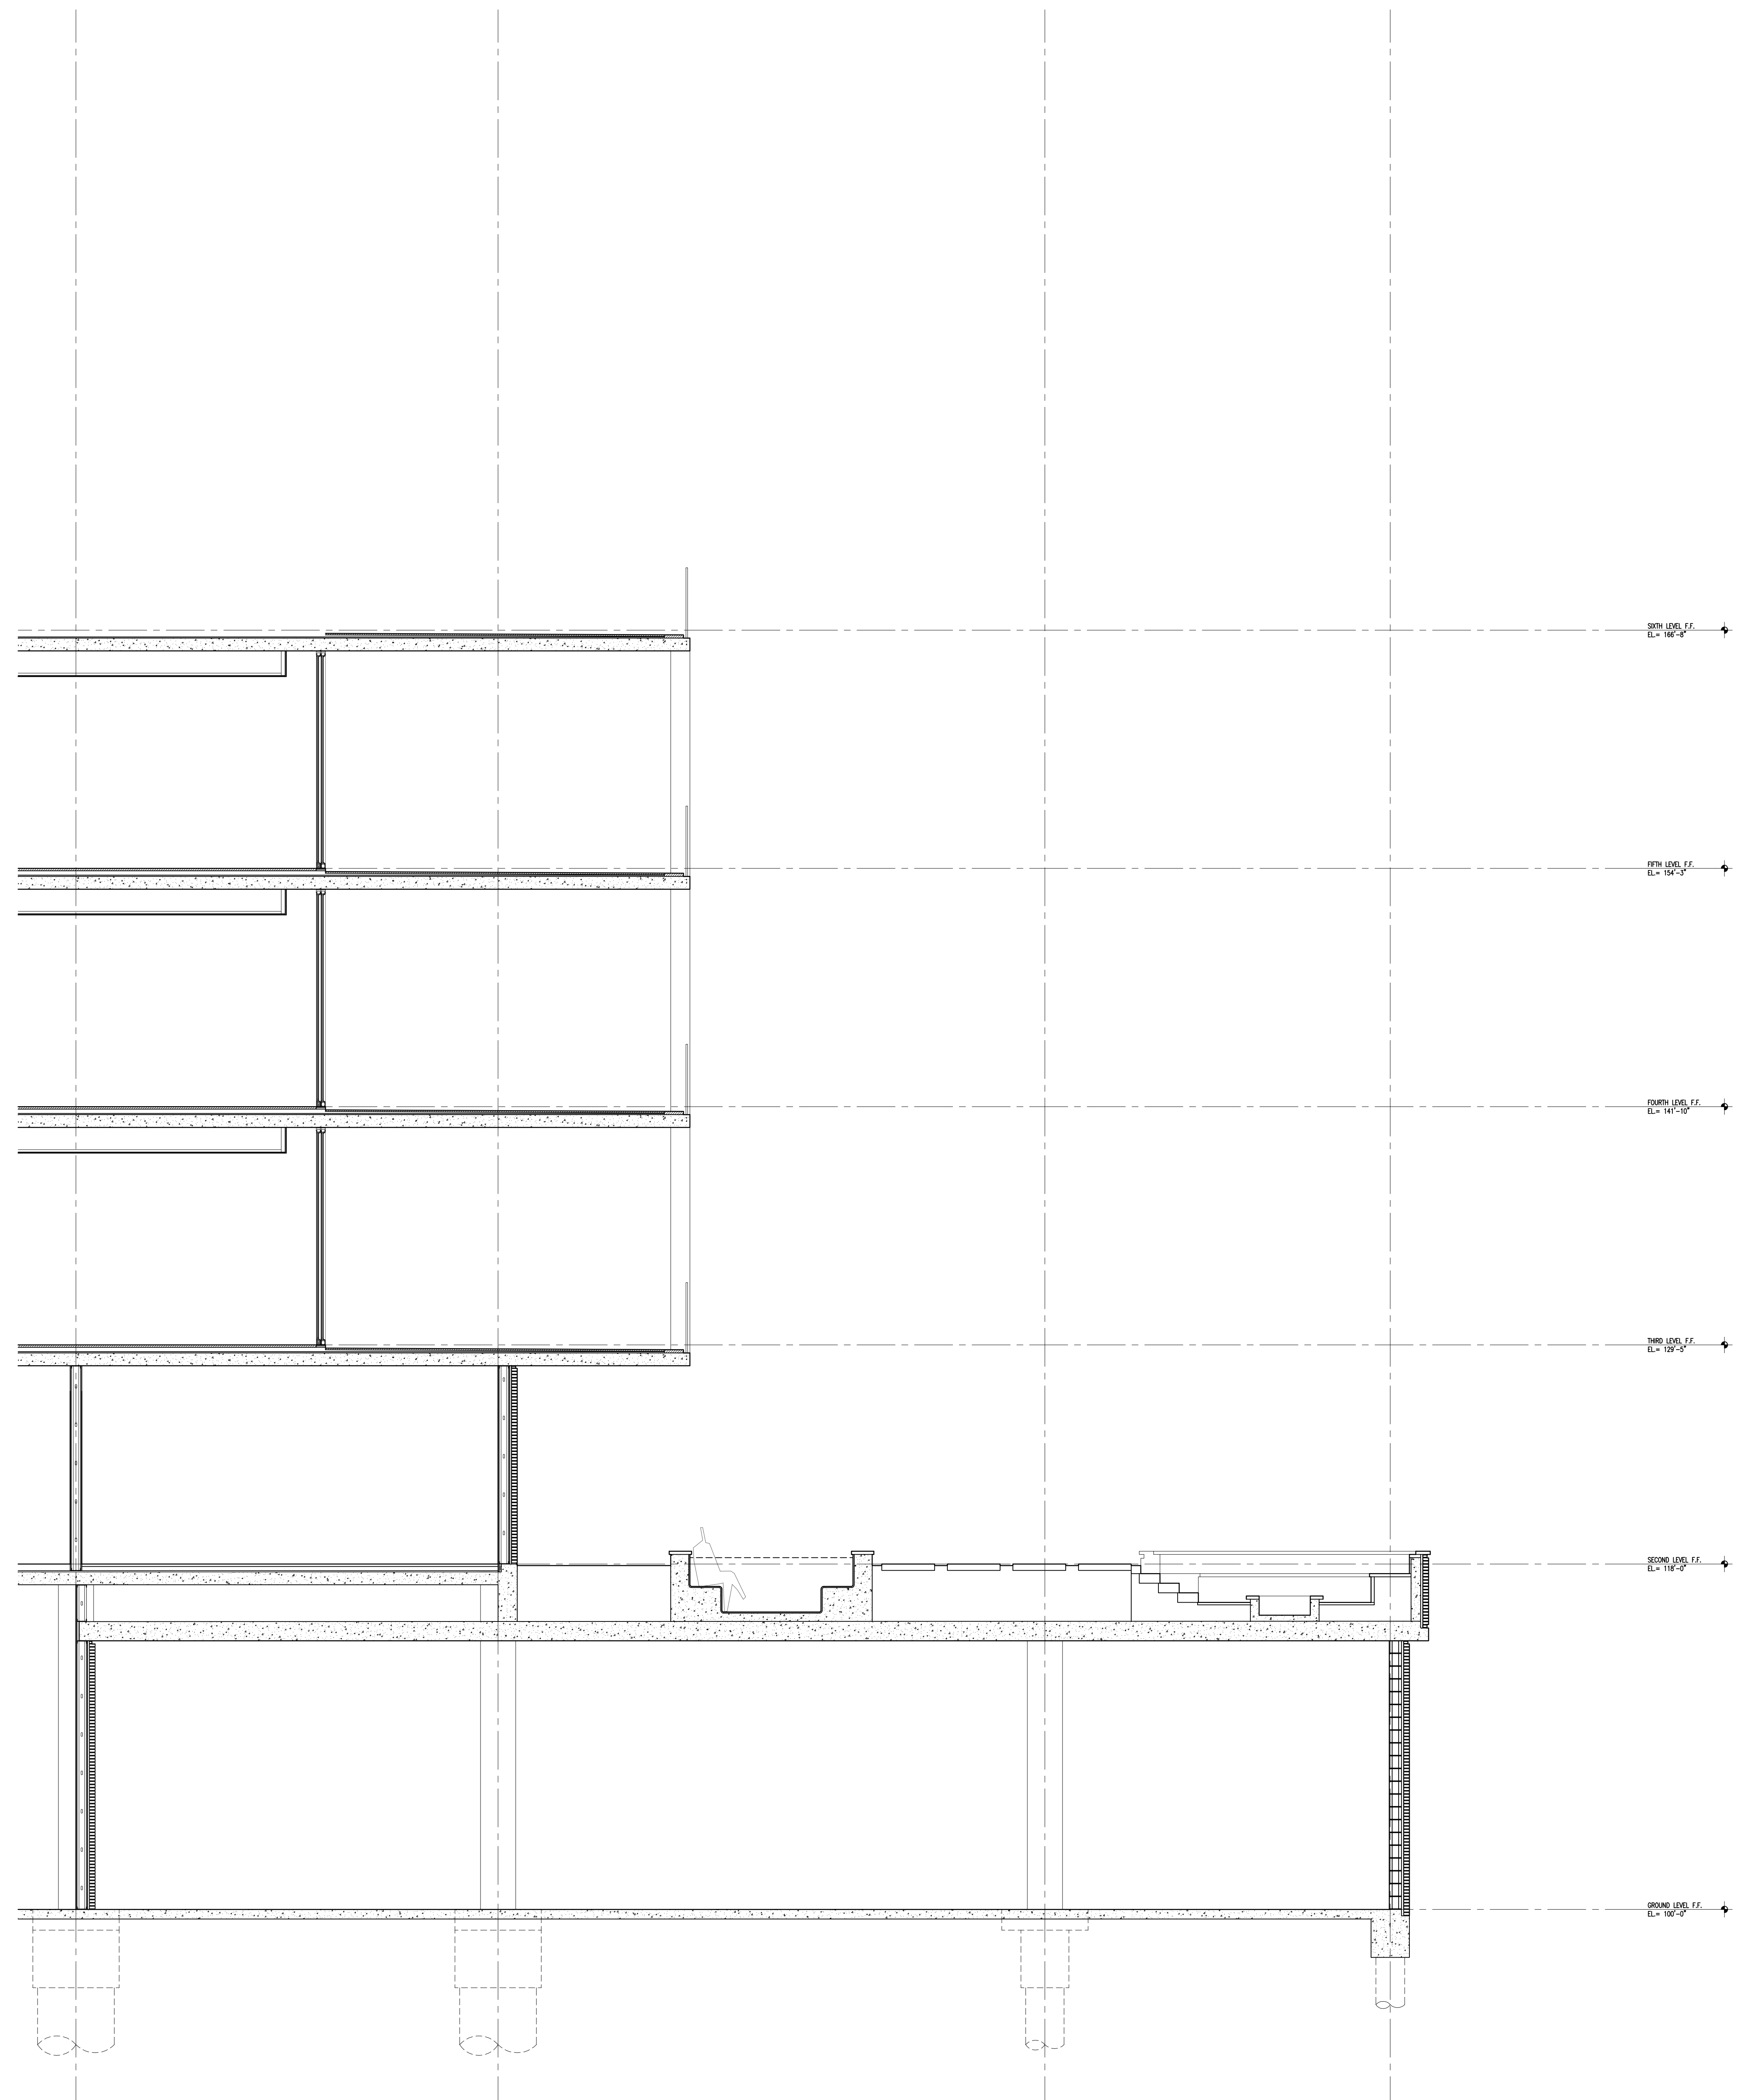 SIXTH LEVEL F.F.
EL.= 166'-8"
FIFTH LEVEL F.F.
EL.= 154'-3"
FOURTH LEVEL F.F.
EL.= 141'-10"
THIRD LEVEL F.F.
EL.= 129'-5"
SECOND LEVEL F.F.
EL.= 118'-0"
GROUND LEVEL F.F.
EL.= 100'-0"